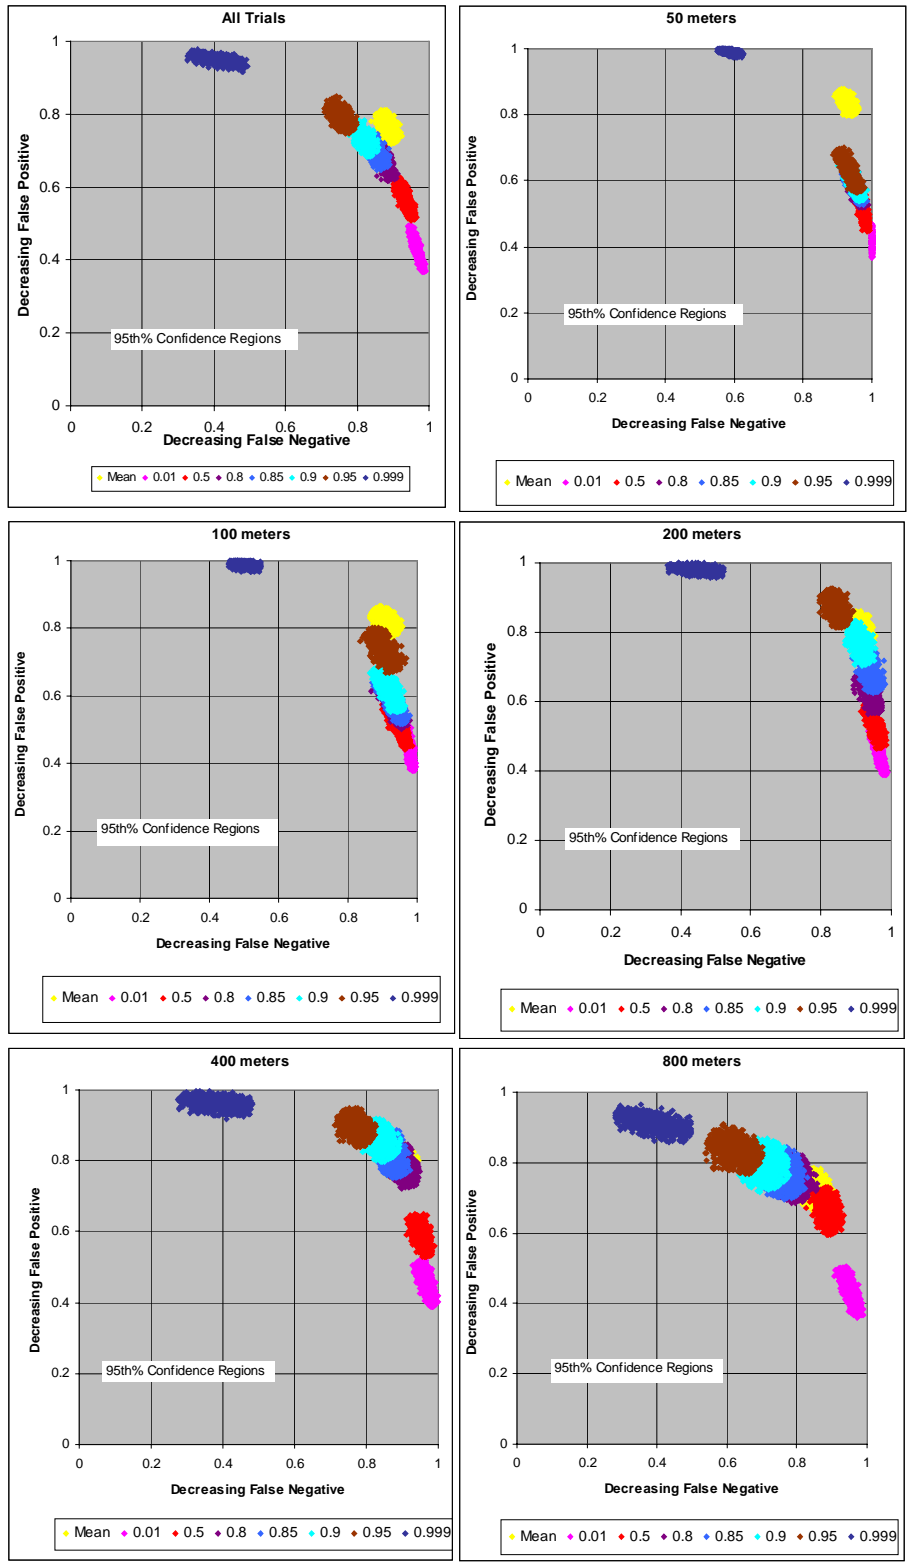 All Trials
1
0.8
0.6
0.4
0.2
0
Decreasing False Positive
95th% Confidence Regions
0 0.2 0.4 0.6 0.8 1
Decreasing False Negative
Mean 0.01 0.5 0.8 0.85 0.9 0.95 0.999
50 meters
1
0.8
0.6
0.4
0.2
0
Decreasing False Positive
95th% Confidence Regions
0 0.2 0.4 0.6 0.8 1
Decreasing False Negative
Mean 0.01 0.5 0.8 0.85 0.9 0.95 0.999
100 meters
1
0.8
0.6
0.4
0.2
0
Decreasing False Positive
95th% Confidence Regions
0 0.2 0.4 0.6 0.8 1
Decreasing False Negative
Mean 0.01 0.5 0.8 0.85 0.9 0.95 0.999
200 meters
1
0.8
0.6
0.4
0.2
0
Decreasing False Positive
95th% Confidence Regions
0 0.2 0.4 0.6 0.8 1
Decreasing False Negative
Mean 0.01 0.5 0.8 0.85 0.9 0.95 0.999
400 meters
1
0.8
0.6
0.4
0.2
0
Decreasing False Positive
95th% Confidence Regions
0 0.2 0.4 0.6 0.8 1
Decreasing False Negative
Mean 0.01 0.5 0.8 0.85 0.9 0.95 0.999
800 meters
1
0.8
0.6
0.4
0.2
0
Decreasing False Positive
95th% Confidence Regions
0 0.2 0.4 0.6 0.8 1
Decreasing False Negative
Mean 0.01 0.5 0.8 0.85 0.9 0.95 0.999